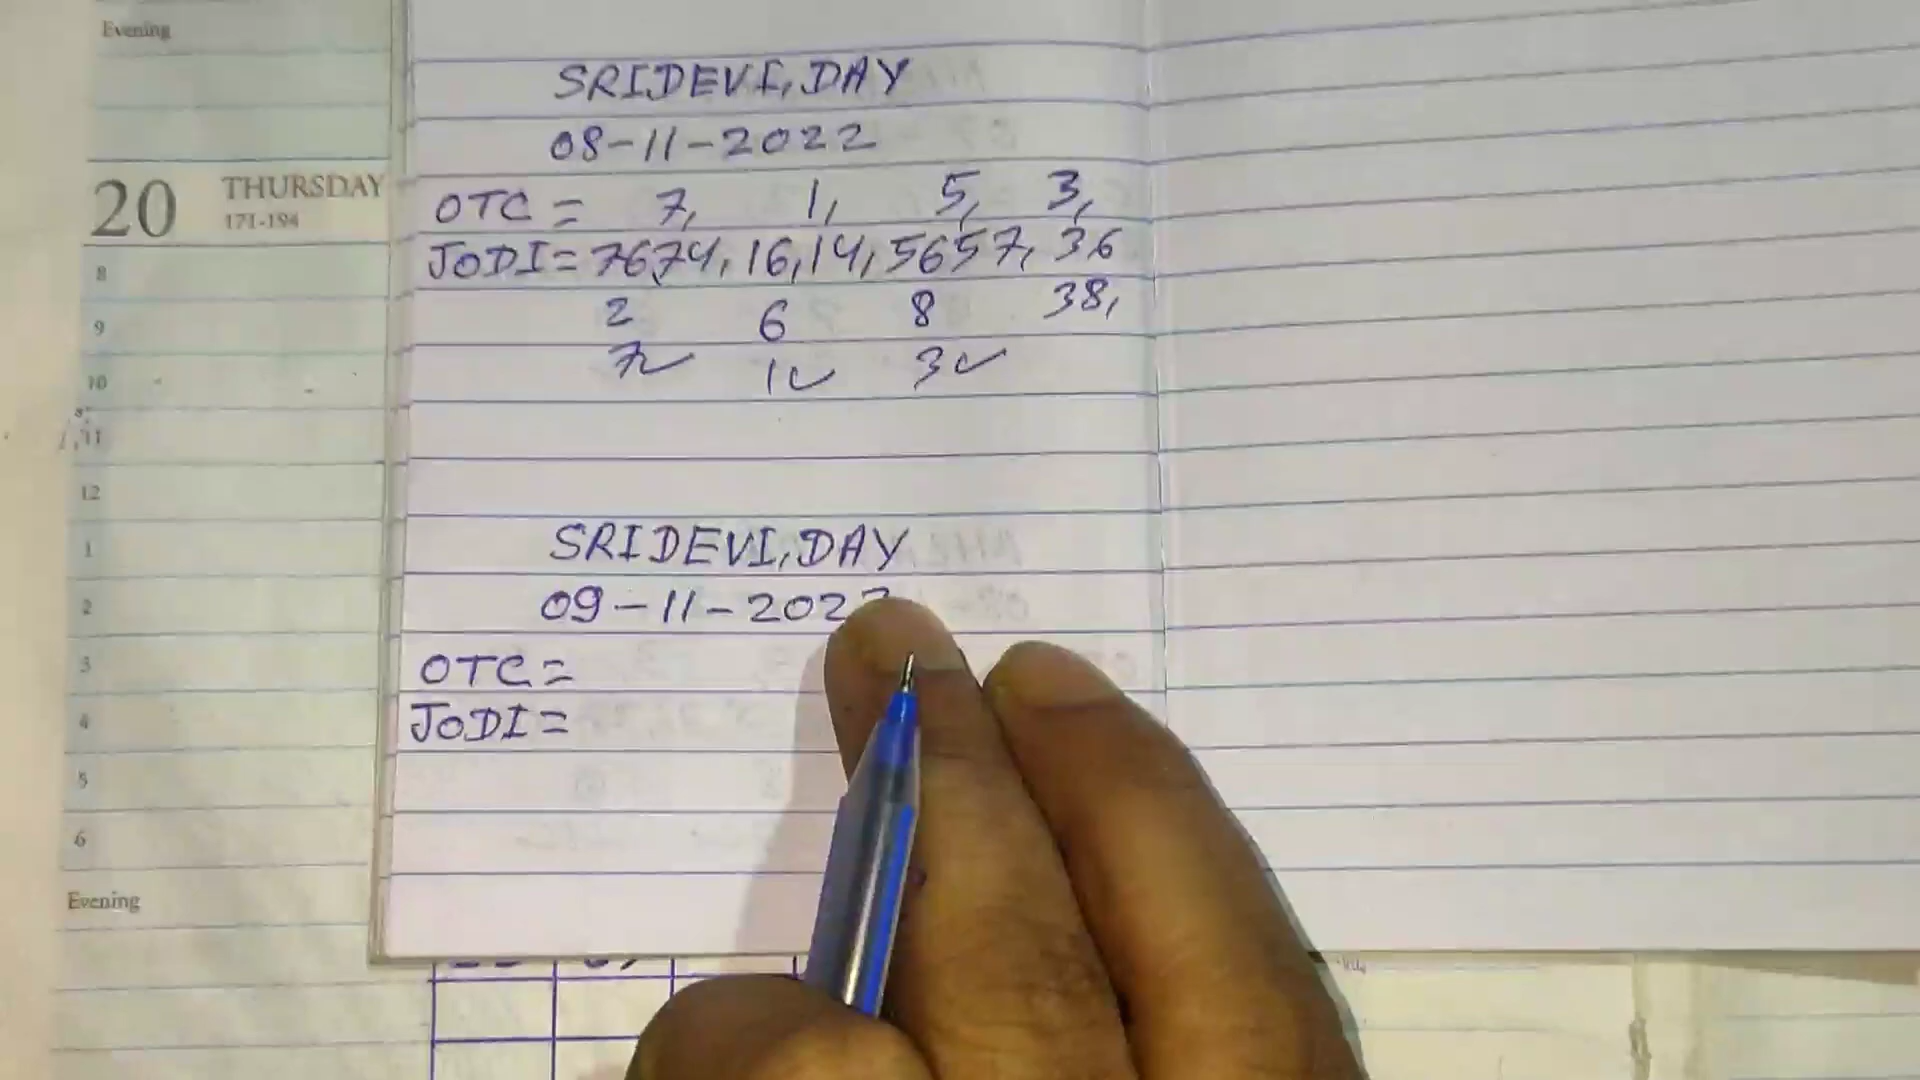 Evening
20 THURSDAY
171-194
8
9
10
11
12
1
2
3
4
5
6
Evening
SRIDEVI, DAY
08-11-2022
OTC = 7, 1, 5, 3,
JODI = 7674, 16, 14, 5657, 36
2 6 8 38,
7✓ 1✓ 3✓
SRIDEVI, DAY
09-11-2022
OTC =
JODI =